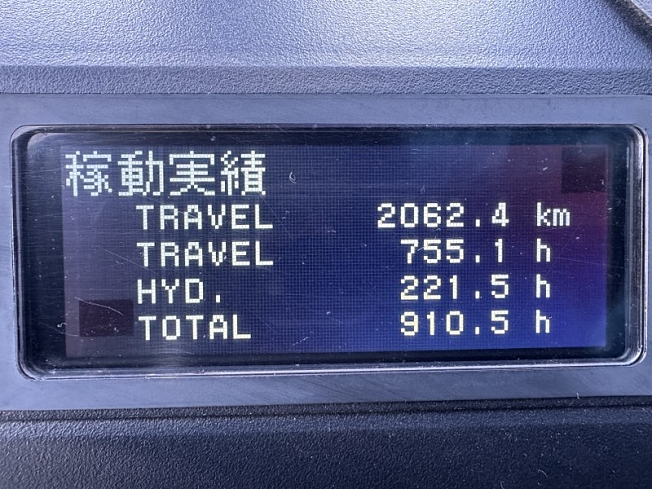 稼動実績
TRAVEL 2062.4 km
TRAVEL 755.1 h
HYD. 221.5 h
TOTAL 910.5 h